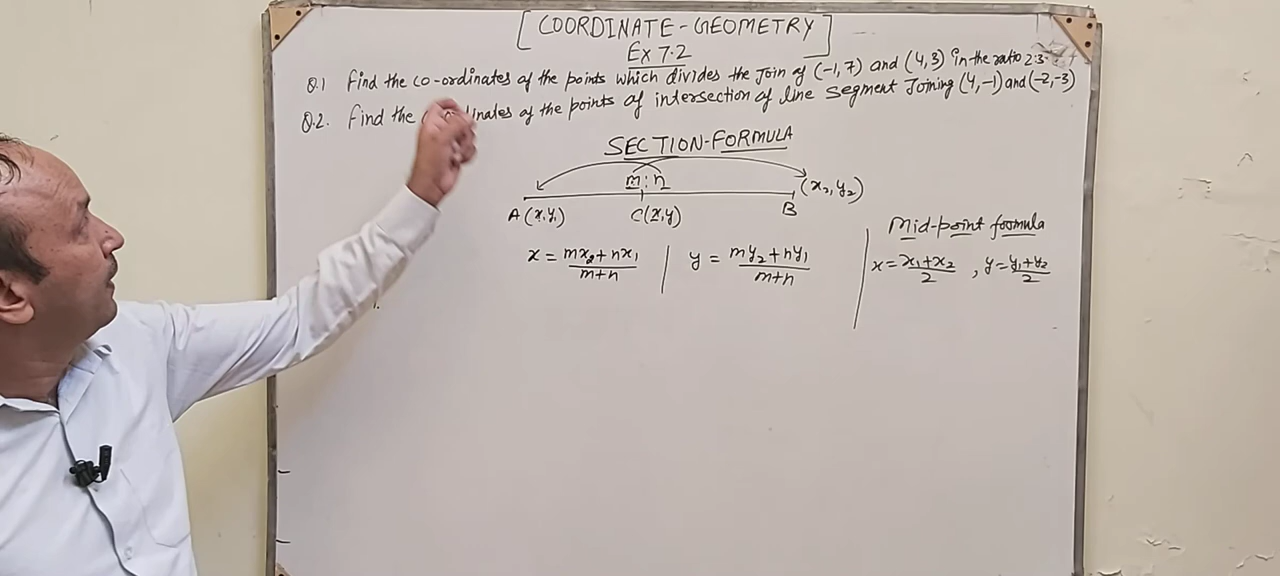 [COORDINATE-GEOMETRY]
Ex 7.2
Q.1 Find the co-ordinates of the points which divides the Join of (-1, 7) and (4, 3) in the ratio 2:3.
Q.2. Find the of the points of intersection of line Segment Joining (4, -1) and (-2, -3)
SECTION-FORMULA
m : n
(x₂, y₂)
A (x, y₁) C (x, y) B
Mid-point formula
x = mx₂ + nx₁ / m+n | y = my₂ + ny₁ / m+n | x = x₁+x₂ / 2 , y = y₁+y₂ / 2